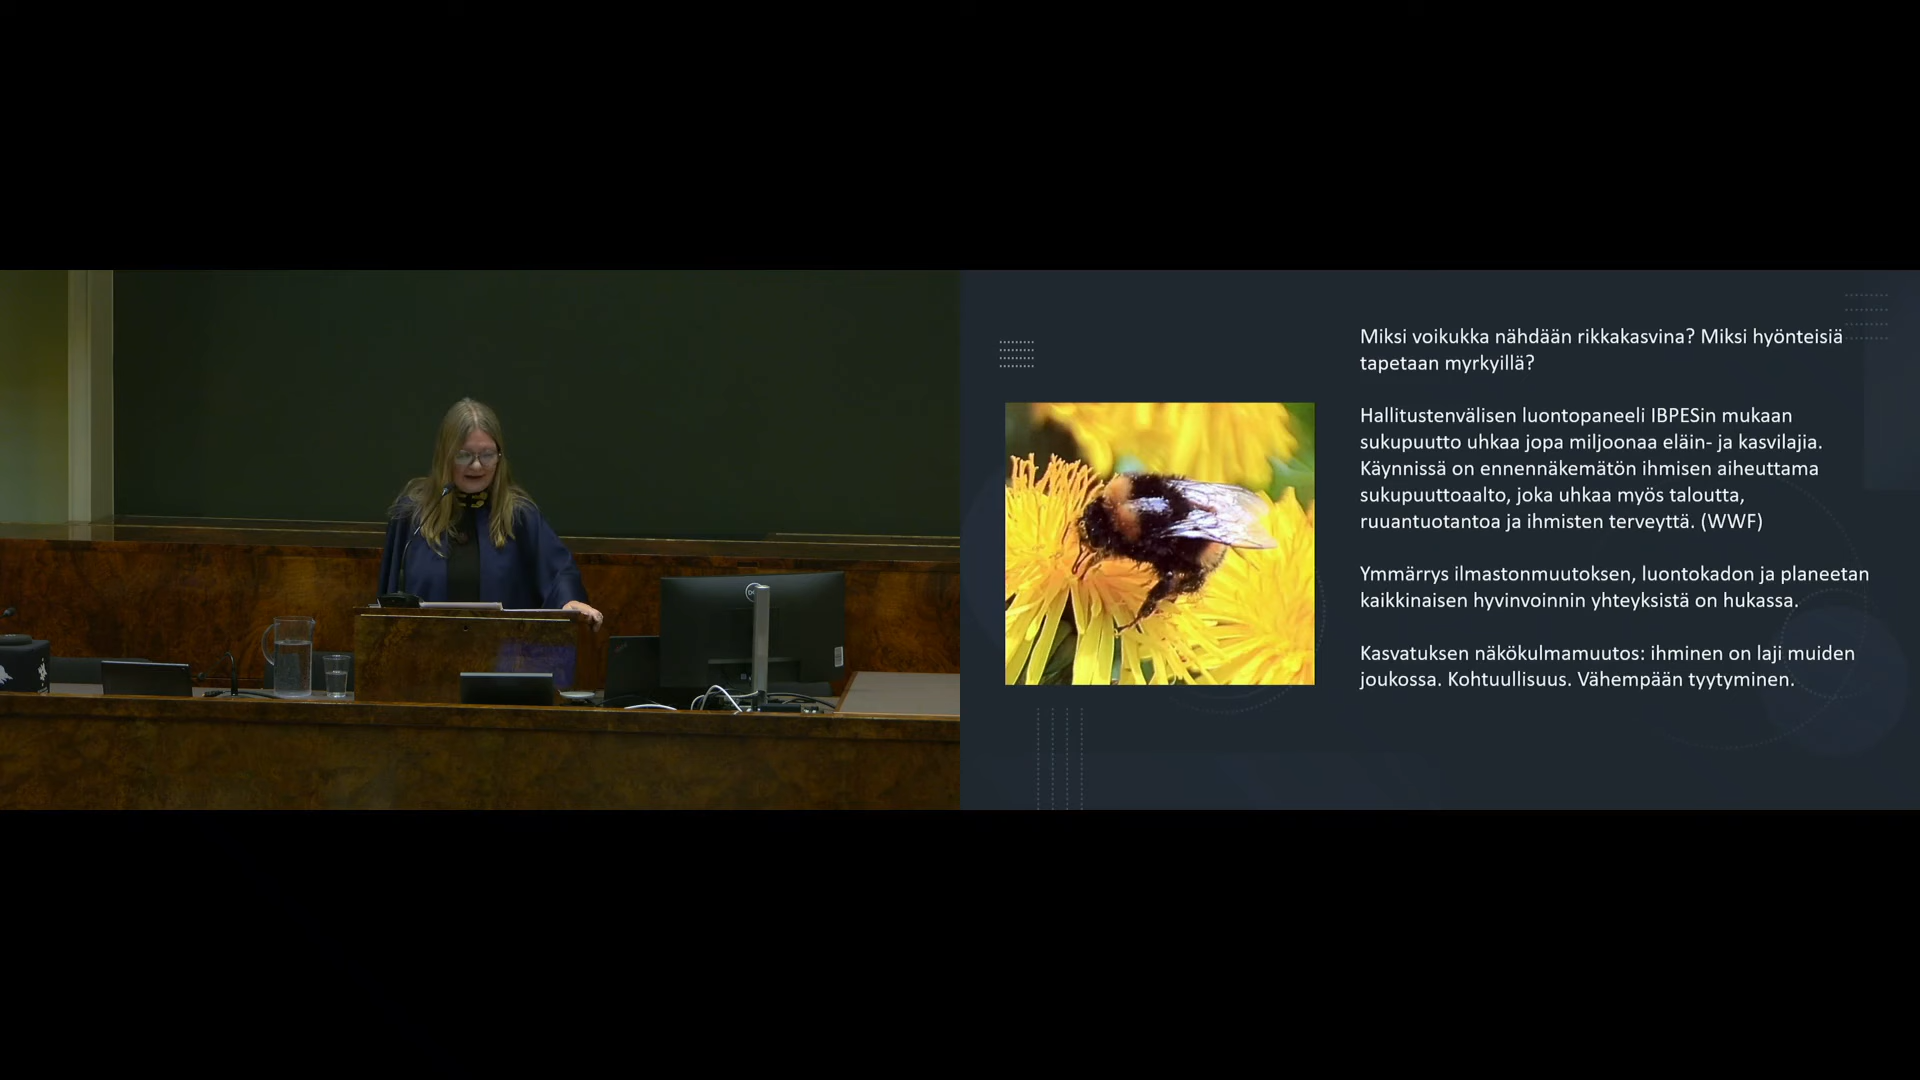 Miksi voikukka nähdään rikkakasvina? Miksi hyönteisiä
tapetaan myrkyillä?
Hallitustenvälisen luontopaneeli IBPESin mukaan
sukupuutto uhkaa jopa miljoonaa eläin- ja kasvilajia.
Käynnissä on ennennäkemätön ihmisen aiheuttama
sukupuuttoaalto, joka uhkaa myös taloutta,
ruuantuotantoa ja ihmisten terveyttä. (WWF)
Ymmärrys ilmastonmuutoksen, luontokadon ja planeetan
kaikkinaisen hyvinvoinnin yhteyksistä on hukassa.
Kasvatuksen näkökulmamuutos: ihminen on laji muiden
joukossa. Kohtuullisuus. Vähempään tyytyminen.